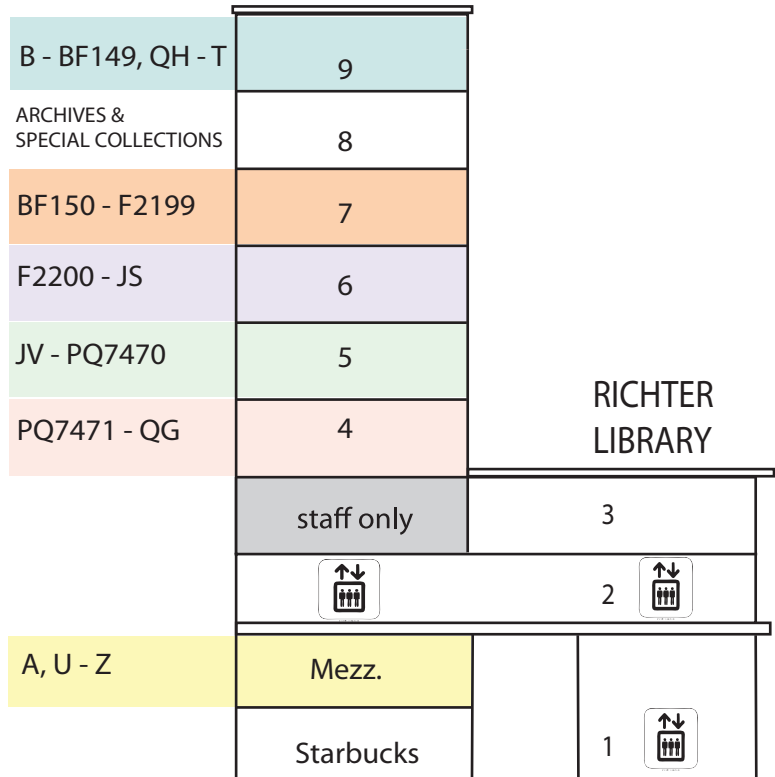 B - BF149, QH - T
9
ARCHIVES &
SPECIAL COLLECTIONS
8
BF150 - F2199
7
F2200 - JS
6
JV - PQ7470
5
PQ7471 - QG
4
RICHTER
LIBRARY
staff only
3
2
A, U - Z
Mezz.
Starbucks
1